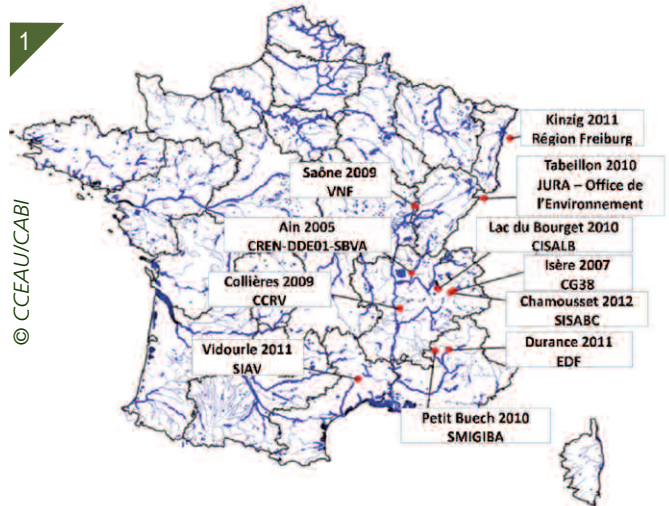 1
© CCEAU/CABI
Kinzig 2011
Région Freiburg
Tabeillon 2010
JURA – Office de
l'Environnement
Saône 2009
VNF
Ain 2005
CREN-DDE01-SBVA
Lac du Bourget 2010
CISALB
Isère 2007
CG38
Collières 2009
CCRV
Chamousset 2012
SISABC
Durance 2011
EDF
Vidourle 2011
SIAV
Petit Buech 2010
SMIGIBA